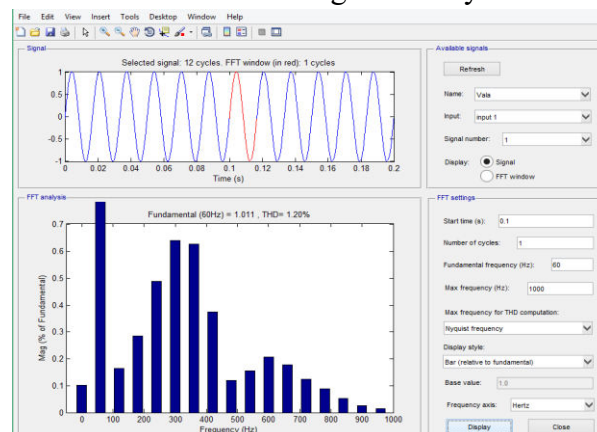 File Edit View Insert Tools Desktop Window Help
Signal
Selected signal: 12 cycles. FFT window (in red): 1 cycles
1
0.5
0
-0.5
-1
0 0.02 0.04 0.06 0.08 0.1 0.12 0.14 0.16 0.18 0.2
Time (s)
FFT analysis
Fundamental (60Hz) = 1.011 , THD= 1.20%
Mag (% of Fundamental)
0.7
0.6
0.5
0.4
0.3
0.2
0.1
0
0 100 200 300 400 500 600 700 800 900 1000
Frequency (Hz)
Available signals
Refresh
Name: Vala
Input: input 1
Signal number: 1
Display: Signal
FFT window
FFT settings
Start time (s): 0.1
Number of cycles: 1
Fundamental frequency (Hz): 60
Max frequency (Hz): 1000
Max frequency for THD computation:
Nyquist frequency
Display style:
Bar (relative to fundamental)
Base value: 1.0
Frequency axis: Hertz
Display Close